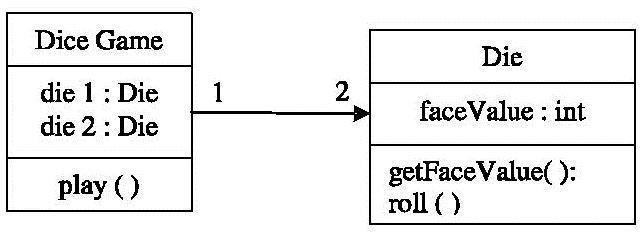 Dice Game
die 1 : Die
die 2 : Die
play ( )
1
2
Die
faceValue : int
getFaceValue( ):
roll ( )